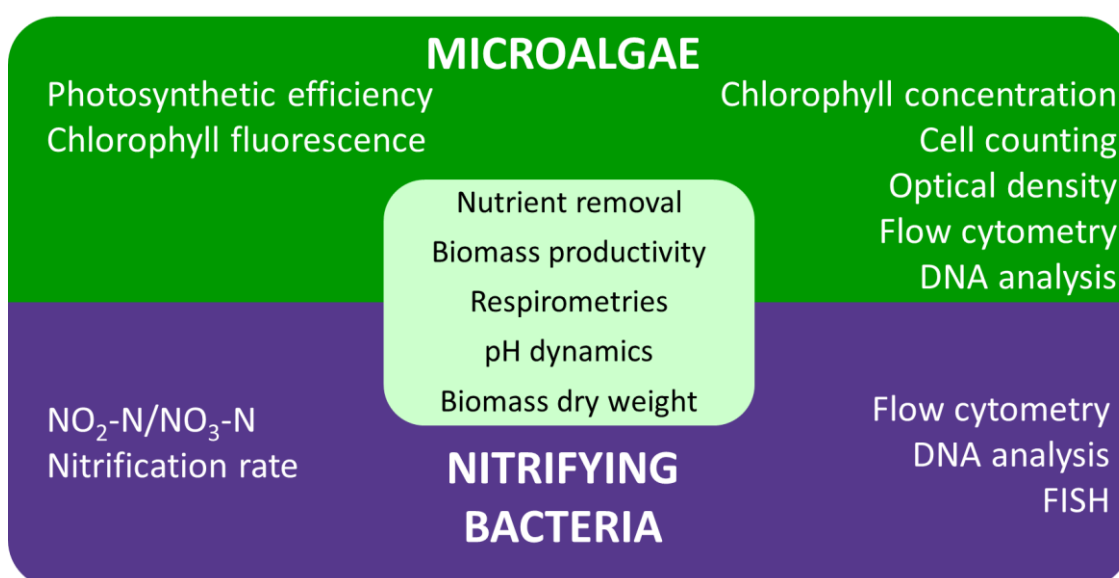 MICROALGAE
Photosynthetic efficiency
Chlorophyll fluorescence
Chlorophyll concentration
Cell counting
Optical density
Flow cytometry
DNA analysis
Nutrient removal
Biomass productivity
Respirometries
pH dynamics
Biomass dry weight
NO₂-N/NO₃-N
Nitrification rate
NITRIFYING
BACTERIA
Flow cytometry
DNA analysis
FISH